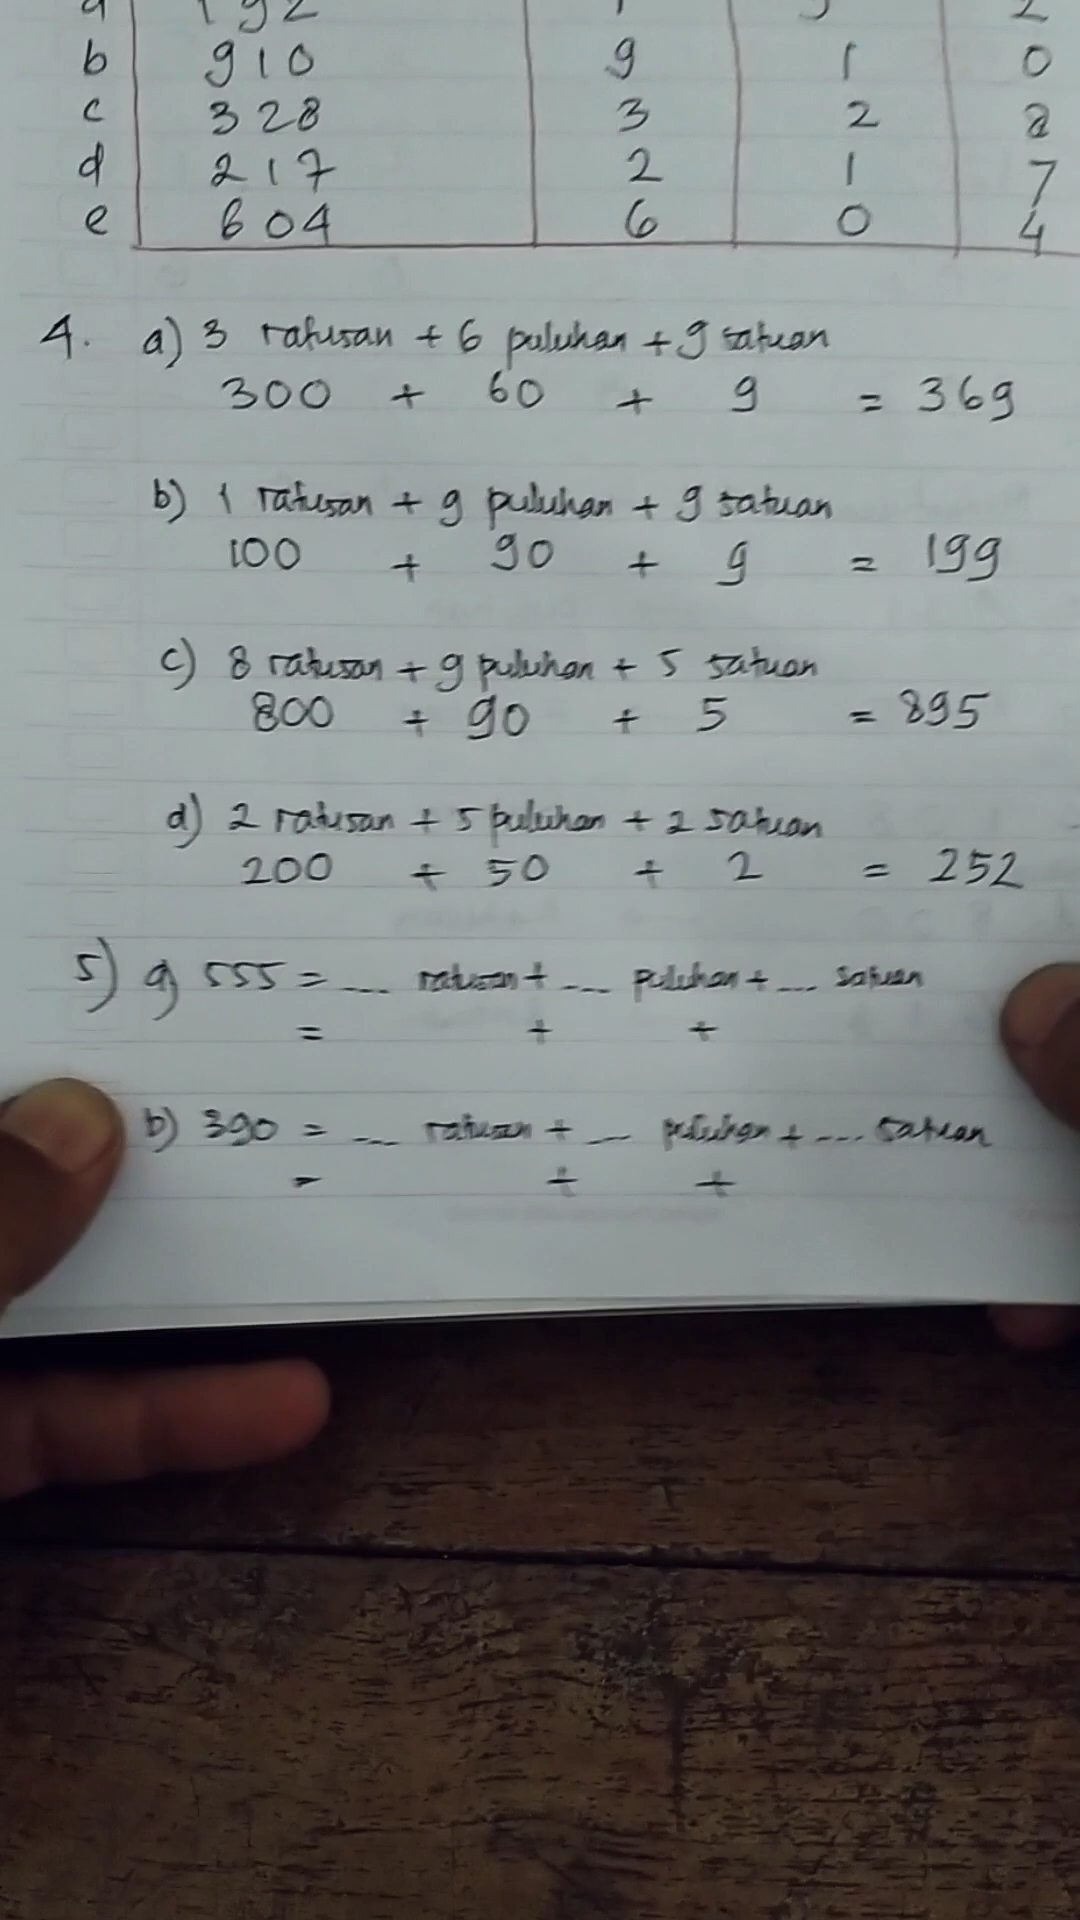 192
b 910 9 1 0
c 328 3 2 8
d 217 2 1 7
e 604 6 0 4
4. a) 3 ratusan + 6 puluhan + 9 satuan
300 + 60 + 9 = 369
b) 1 ratusan + 9 puluhan + 9 satuan
100 + 90 + 9 = 199
c) 8 ratusan + 9 puluhan + 5 satuan
800 + 90 + 5 = 895
d) 2 ratusan + 5 puluhan + 2 satuan
200 + 50 + 2 = 252
5) a) 555 = ... ratusan + ... puluhan + ... satuan
= + +
b) 390 = ... ratusan + ... puluhan + ... satuan
= + +